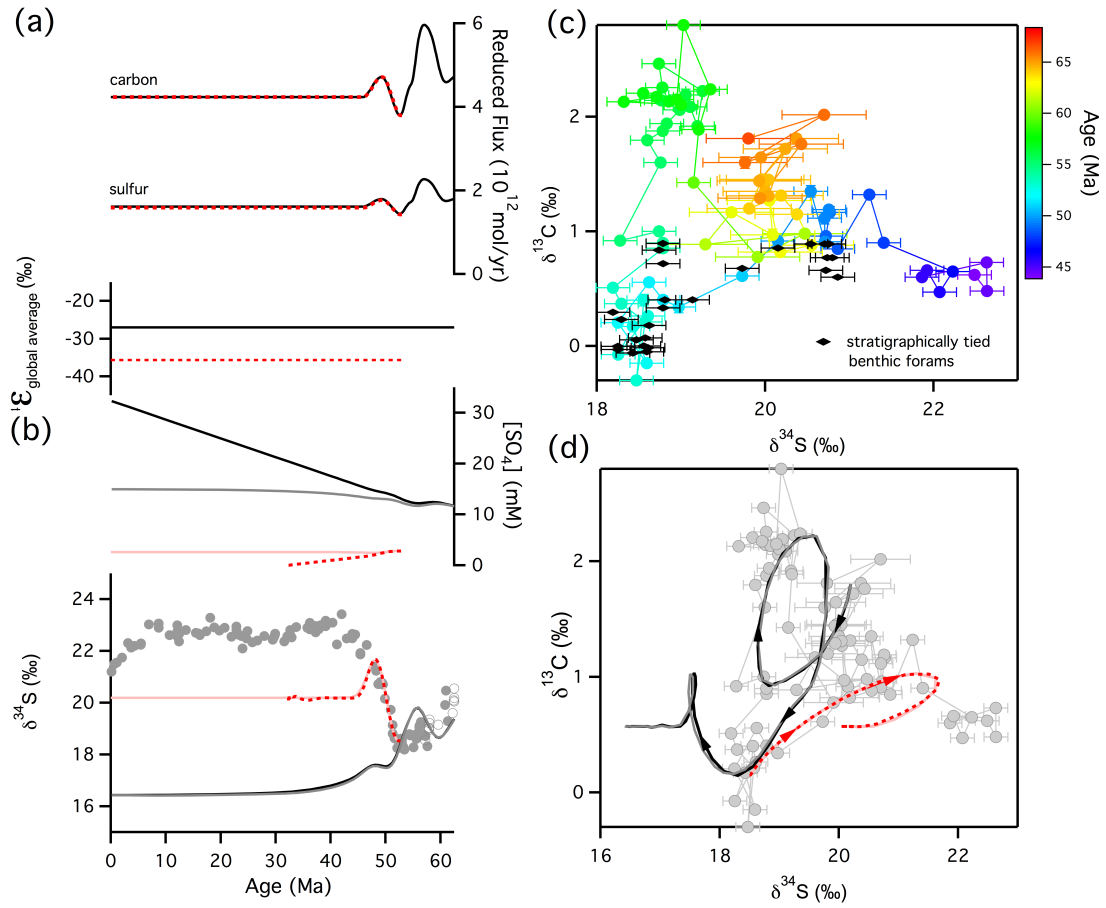 (a)
6
4
2
0
Reduced Flux (10^12 mol/yr)
carbon
sulfur
-20
-30
-40
ε global average (‰)
(b)
30
20
10
0
[SO4] (mM)
24
22
20
18
16
δ34S (‰)
0
10
20
30
40
50
60
Age (Ma)
(c)
2
1
0
δ13C (‰)
18
20
22
δ34S (‰)
stratigraphically tied
benthic forams
65
60
55
50
45
Age (Ma)
(d)
2
1
0
δ13C (‰)
16
18
20
22
δ34S (‰)